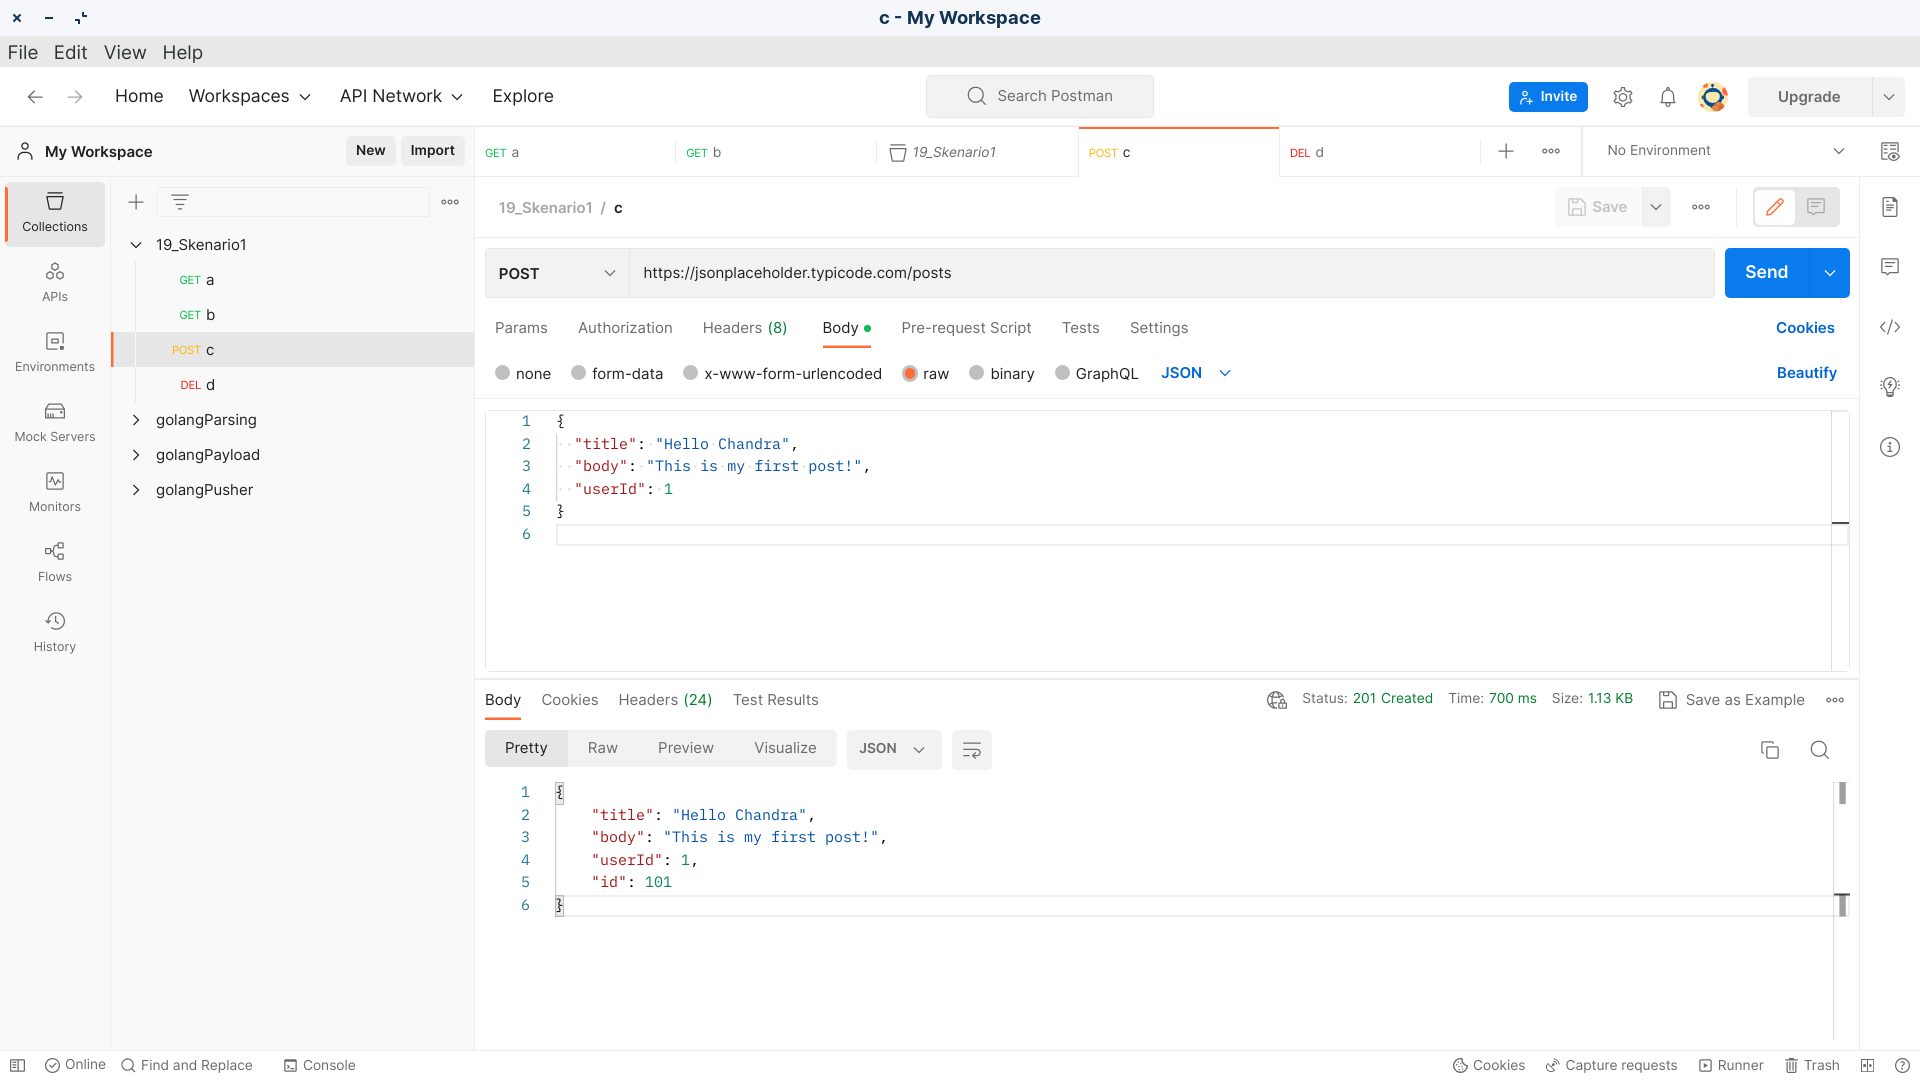 c - My Workspace
File Edit View Help
Home Workspaces API Network Explore
Search Postman
Invite
Upgrade
My Workspace
New Import
GET a
GET b
19_Skenario1
POST c
DEL d
No Environment
Collections
APIs
Environments
Mock Servers
Monitors
Flows
History
19_Skenario1
GET a
GET b
POST c
DEL d
golangParsing
golangPayload
golangPusher
19_Skenario1 / c
Save
POST https://jsonplaceholder.typicode.com/posts
Send
Params Authorization Headers (8) Body Pre-request Script Tests Settings
Cookies
none form-data x-www-form-urlencoded raw binary GraphQL JSON
Beautify
1 {
2 "title": "Hello Chandra",
3 "body": "This is my first post!",
4 "userId": 1
5 }
6
Body Cookies Headers (24) Test Results
Status: 201 Created Time: 700 ms Size: 1.13 KB
Save as Example
Pretty Raw Preview Visualize JSON
1 {
2 "title": "Hello Chandra",
3 "body": "This is my first post!",
4 "userId": 1,
5 "id": 101
6 }
Online Find and Replace Console
Cookies Capture requests Runner Trash